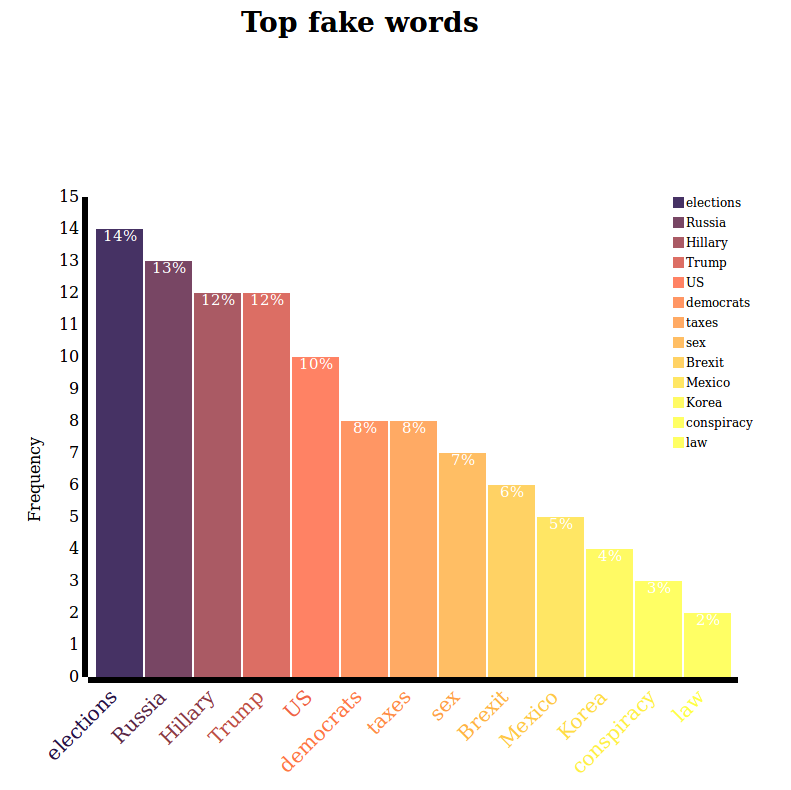 Top fake words
15
14
13
12
11
10
9
8
7
6
5
4
3
2
1
0
Frequency
14%
13%
12%
12%
10%
8%
8%
7%
6%
5%
4%
3%
2%
elections
Russia
Hillary
Trump
US
democrats
taxes
sex
Brexit
Mexico
Korea
conspiracy
law
elections
Russia
Hillary
Trump
US
democrats
taxes
sex
Brexit
Mexico
Korea
conspiracy
law